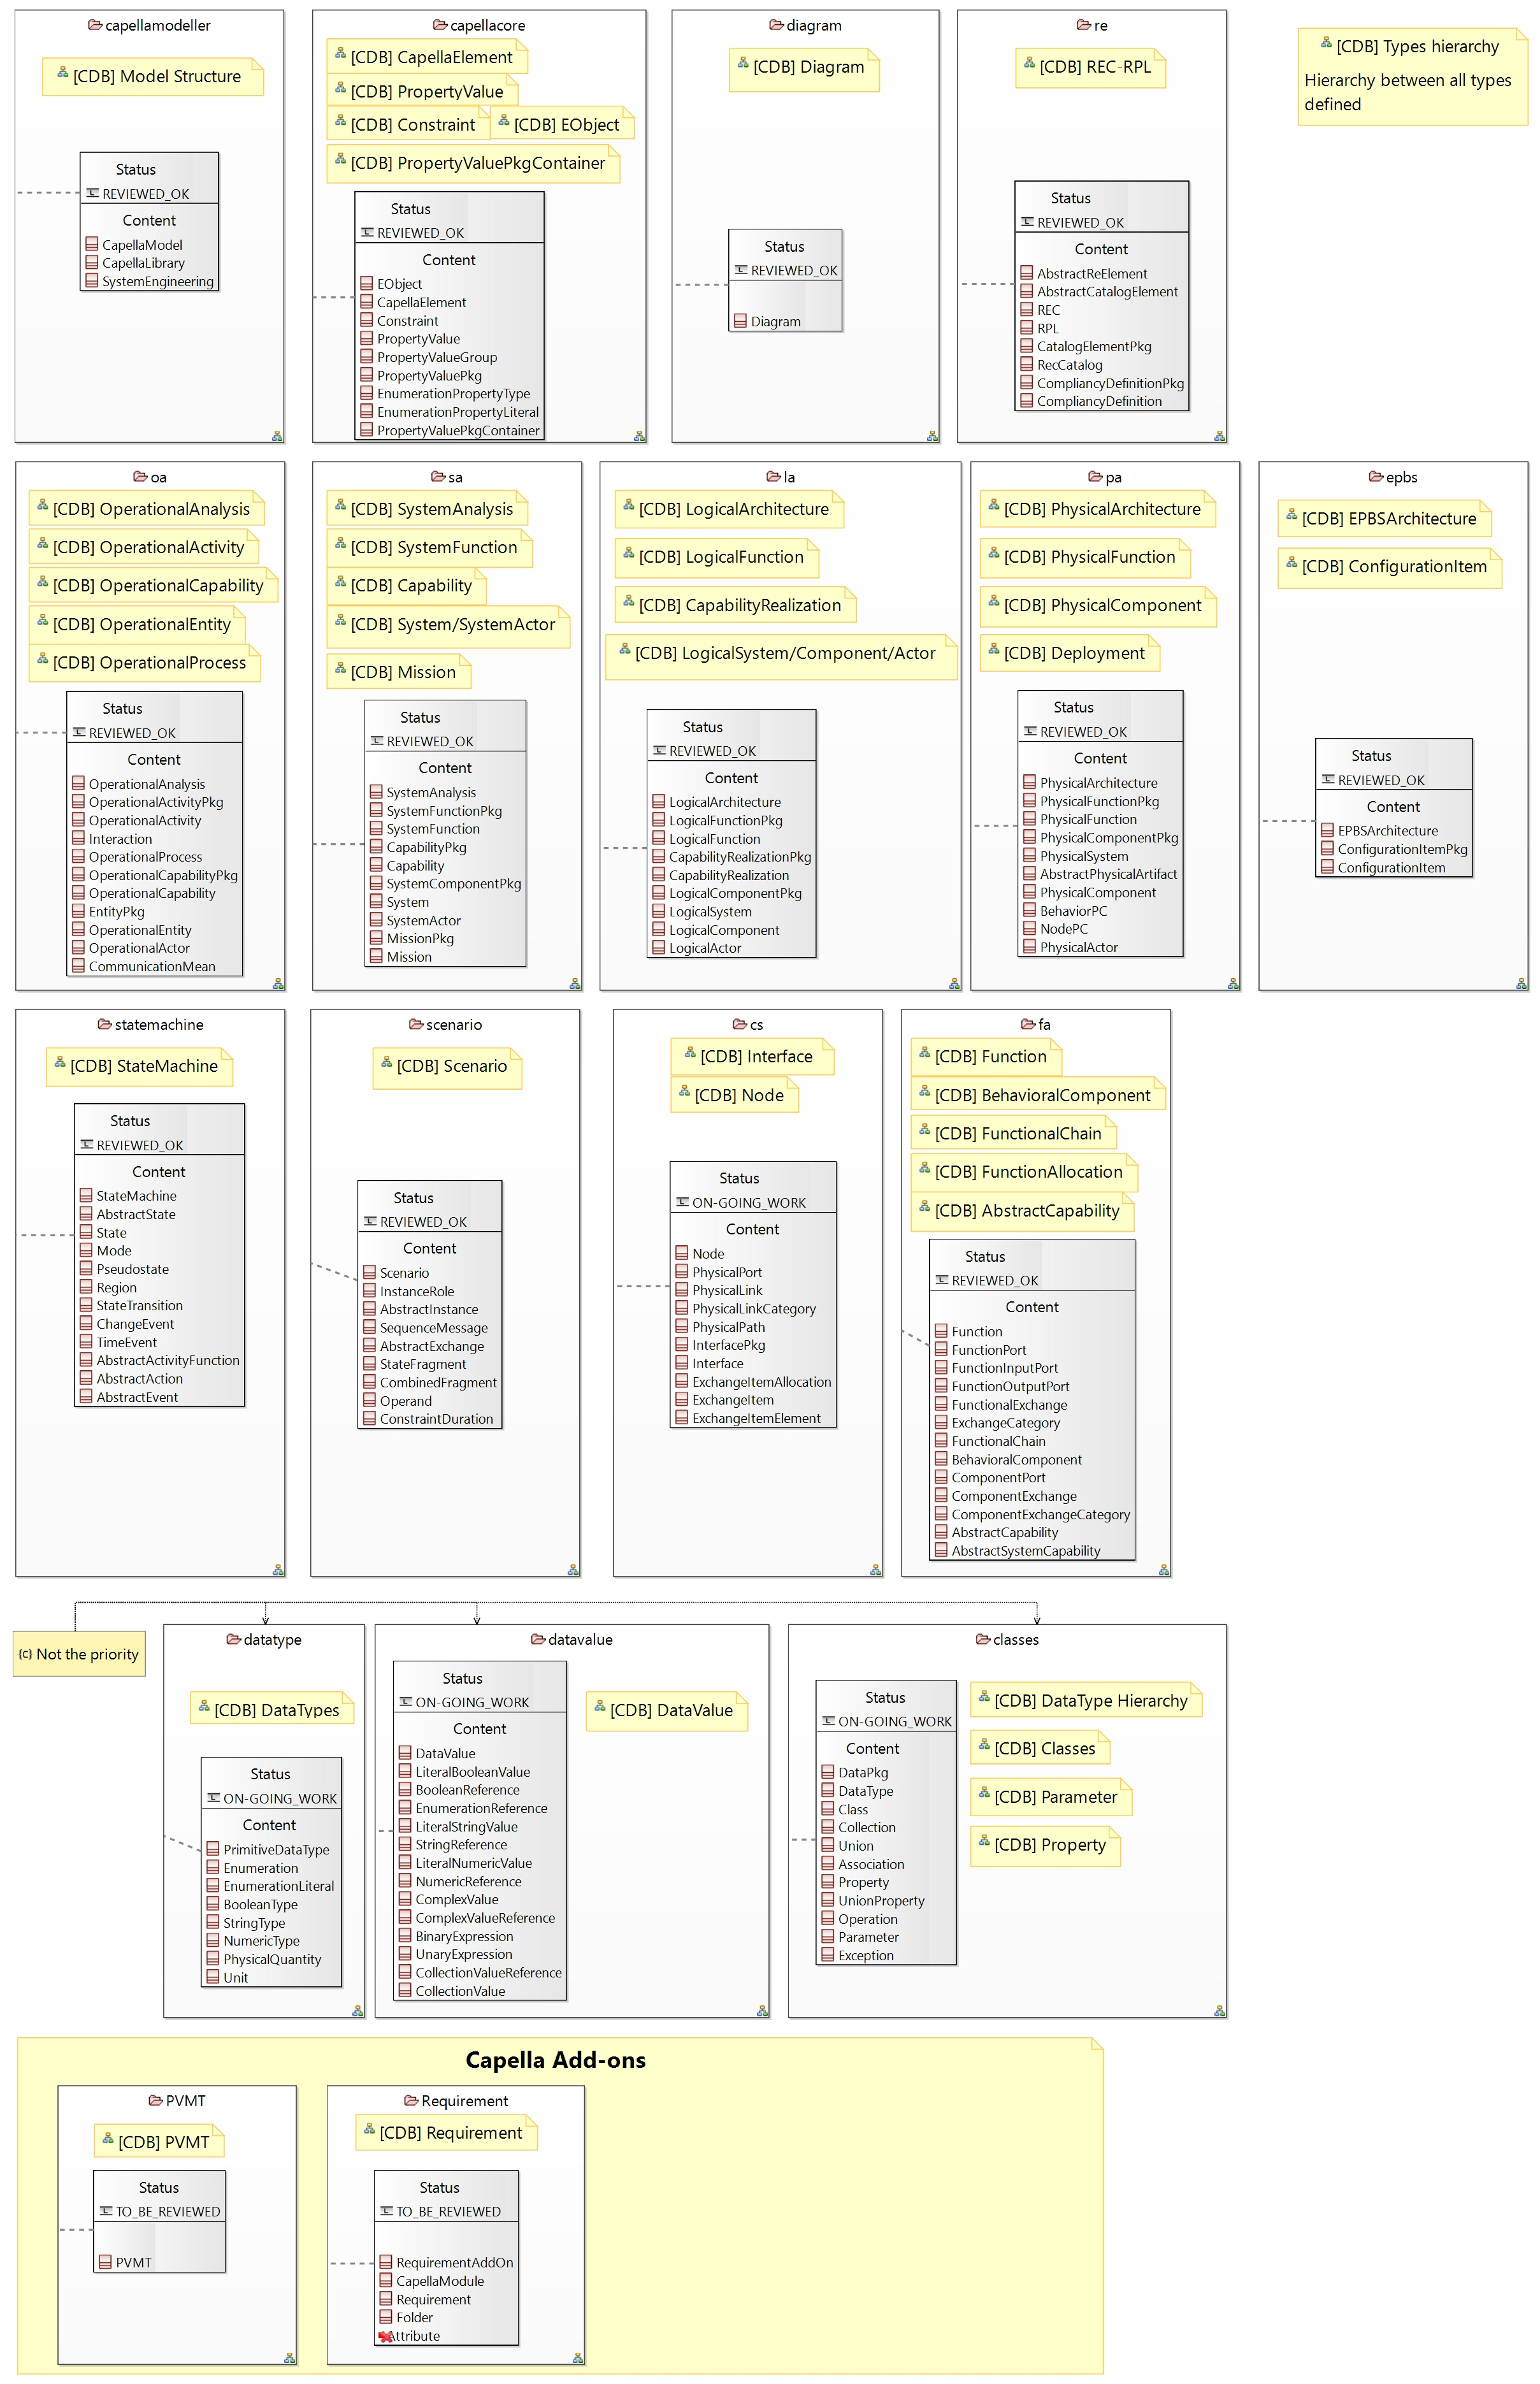 capellamodeller
[CDB] Model Structure
Status
REVIEWED_OK
Content
CapellaModel
CapellaLibrary
SystemEngineering
capellacore
[CDB] CapellaElement
[CDB] PropertyValue
[CDB] Constraint
[CDB] EObject
[CDB] PropertyValuePkgContainer
Status
REVIEWED_OK
Content
EObject
CapellaElement
Constraint
PropertyValue
PropertyValueGroup
PropertyValuePkg
EnumerationPropertyType
EnumerationPropertyLiteral
PropertyValuePkgContainer
diagram
[CDB] Diagram
Status
REVIEWED_OK
Diagram
re
[CDB] REC-RPL
Status
REVIEWED_OK
Content
AbstractReElement
AbstractCatalogElement
REC
RPL
CatalogElementPkg
RecCatalog
CompliancyDefinitionPkg
CompliancyDefinition
[CDB] Types hierarchy
Hierarchy between all types
defined
oa
[CDB] OperationalAnalysis
[CDB] OperationalActivity
[CDB] OperationalCapability
[CDB] OperationalEntity
[CDB] OperationalProcess
Status
REVIEWED_OK
Content
OperationalAnalysis
OperationalActivityPkg
OperationalActivity
Interaction
OperationalProcess
OperationalCapabilityPkg
OperationalCapability
EntityPkg
OperationalEntity
OperationalActor
CommunicationMean
sa
[CDB] SystemAnalysis
[CDB] SystemFunction
[CDB] Capability
[CDB] System/SystemActor
[CDB] Mission
Status
REVIEWED_OK
Content
SystemAnalysis
SystemFunctionPkg
SystemFunction
CapabilityPkg
Capability
SystemComponentPkg
System
SystemActor
MissionPkg
Mission
la
[CDB] LogicalArchitecture
[CDB] LogicalFunction
[CDB] CapabilityRealization
[CDB] LogicalSystem/Component/Actor
Status
REVIEWED_OK
Content
LogicalArchitecture
LogicalFunctionPkg
LogicalFunction
CapabilityRealizationPkg
CapabilityRealization
LogicalComponentPkg
LogicalSystem
LogicalComponent
LogicalActor
pa
[CDB] PhysicalArchitecture
[CDB] PhysicalFunction
[CDB] PhysicalComponent
[CDB] Deployment
Status
REVIEWED_OK
Content
PhysicalArchitecture
PhysicalFunctionPkg
PhysicalFunction
PhysicalComponentPkg
PhysicalSystem
AbstractPhysicalArtifact
PhysicalComponent
BehaviorPC
NodePC
PhysicalActor
epbs
[CDB] EPBSArchitecture
[CDB] ConfigurationItem
Status
REVIEWED_OK
Content
EPBSArchitecture
ConfigurationItemPkg
ConfigurationItem
statemachine
[CDB] StateMachine
Status
REVIEWED_OK
Content
StateMachine
AbstractState
State
Mode
Pseudostate
Region
StateTransition
ChangeEvent
TimeEvent
AbstractActivityFunction
AbstractAction
AbstractEvent
scenario
[CDB] Scenario
Status
REVIEWED_OK
Content
Scenario
InstanceRole
AbstractInstance
SequenceMessage
AbstractExchange
StateFragment
CombinedFragment
Operand
ConstraintDuration
cs
[CDB] Interface
[CDB] Node
Status
ON-GOING_WORK
Content
Node
PhysicalPort
PhysicalLink
PhysicalLinkCategory
PhysicalPath
InterfacePkg
Interface
ExchangeItemAllocation
ExchangeItem
ExchangeItemElement
fa
[CDB] Function
[CDB] BehavioralComponent
[CDB] FunctionalChain
[CDB] FunctionAllocation
[CDB] AbstractCapability
Status
REVIEWED_OK
Content
Function
FunctionPort
FunctionInputPort
FunctionOutputPort
FunctionalExchange
ExchangeCategory
FunctionalChain
BehavioralComponent
ComponentPort
ComponentExchange
ComponentExchangeCategory
AbstractCapability
AbstractSystemCapability
{c} Not the priority
datatype
[CDB] DataTypes
Status
ON-GOING_WORK
Content
PrimitiveDataType
Enumeration
EnumerationLiteral
BooleanType
StringType
NumericType
PhysicalQuantity
Unit
datavalue
[CDB] DataValue
Status
ON-GOING_WORK
Content
DataValue
LiteralBooleanValue
BooleanReference
EnumerationReference
LiteralStringValue
StringReference
LiteralNumericValue
NumericReference
ComplexValue
ComplexValueReference
BinaryExpression
UnaryExpression
CollectionValueReference
CollectionValue
classes
[CDB] DataType Hierarchy
[CDB] Classes
[CDB] Parameter
[CDB] Property
Status
ON-GOING_WORK
Content
DataPkg
DataType
Class
Collection
Union
Association
Property
UnionProperty
Operation
Parameter
Exception
Capella Add-ons
PVMT
[CDB] PVMT
Status
TO_BE_REVIEWED
PVMT
Requirement
[CDB] Requirement
Status
TO_BE_REVIEWED
RequirementAddOn
CapellaModule
Requirement
Folder
Attribute